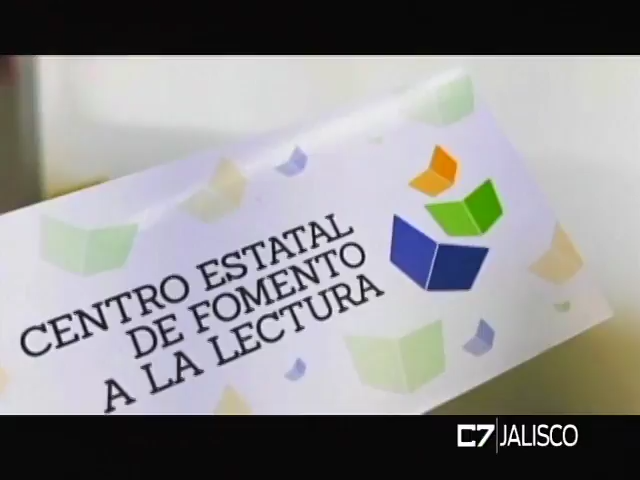 CENTRO ESTATAL
DE FOMENTO
A LA LECTURA
C7 JALISCO